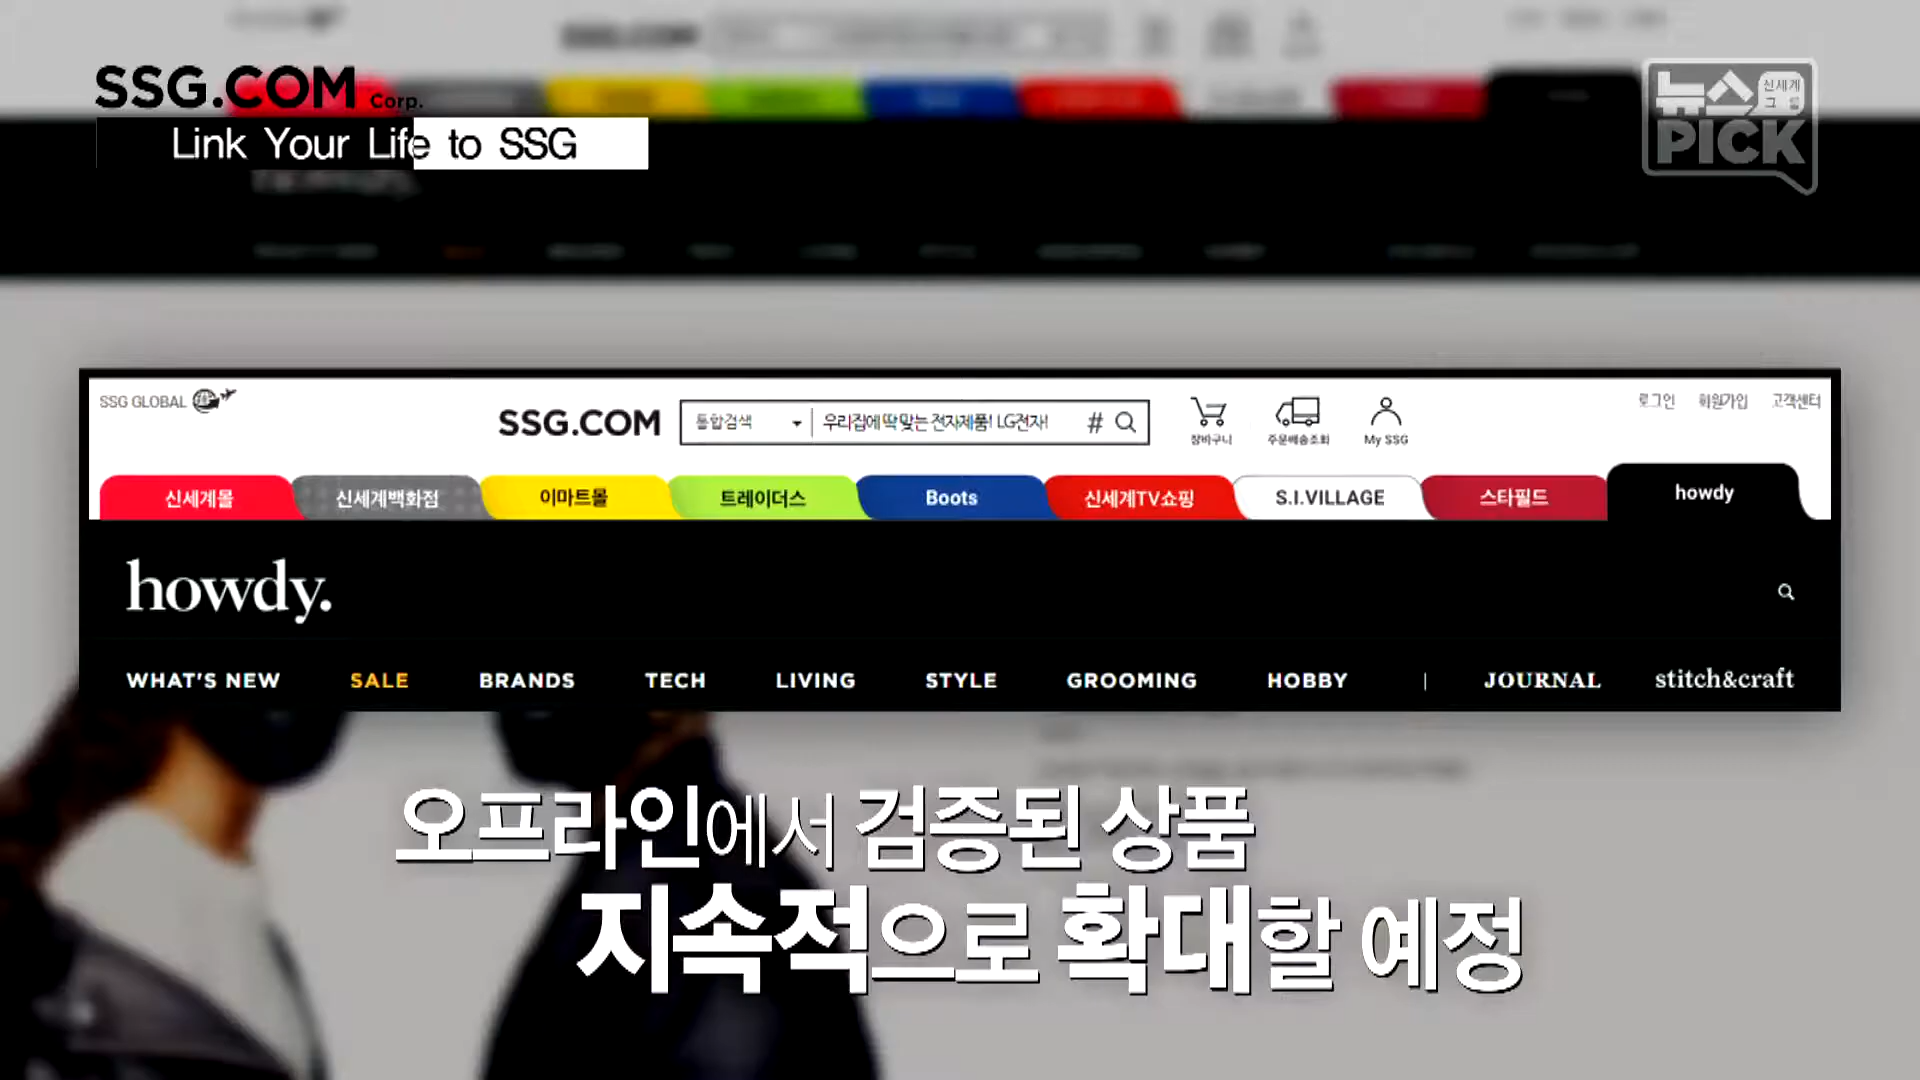 SSG.COM Corp.
Link Your Life to SSG
뉴스 신세계그룹
PICK
SSG GLOBAL
로그인 회원가입 고객센터
SSG.COM 통합검색 우리집에 딱 맞는 전자제품! LG전자! #
장바구니 주문배송조회 My SSG
신세계몰 신세계백화점 이마트몰 트레이더스 Boots 신세계TV쇼핑 S.I.VILLAGE 스타필드 howdy
howdy.
WHAT'S NEW SALE BRANDS TECH LIVING STYLE GROOMING HOBBY | JOURNAL stitch&craft
오프라인에서 검증된 상품
지속적으로 확대할 예정